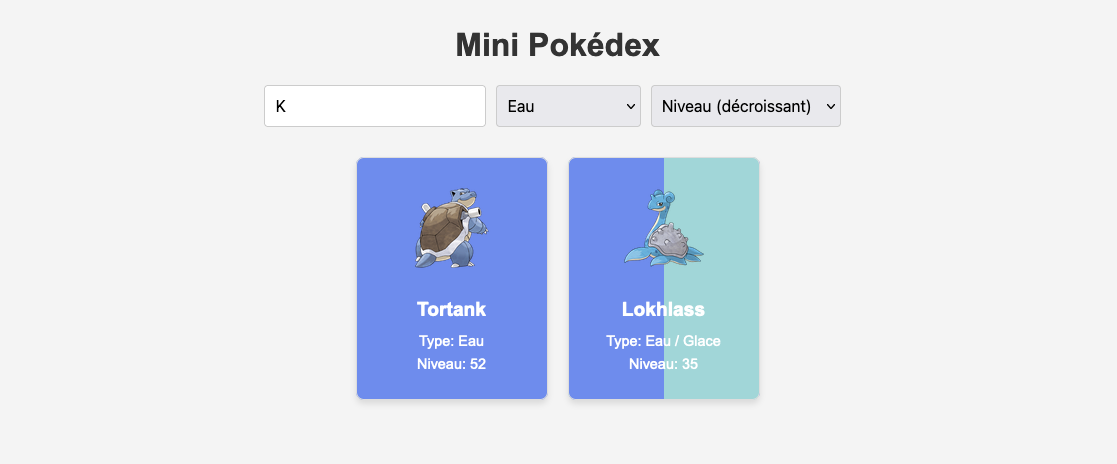 Mini Pokédex
K
Eau
Niveau (décroissant)
Tortank
Type: Eau
Niveau: 52
Lokhlass
Type: Eau / Glace
Niveau: 35